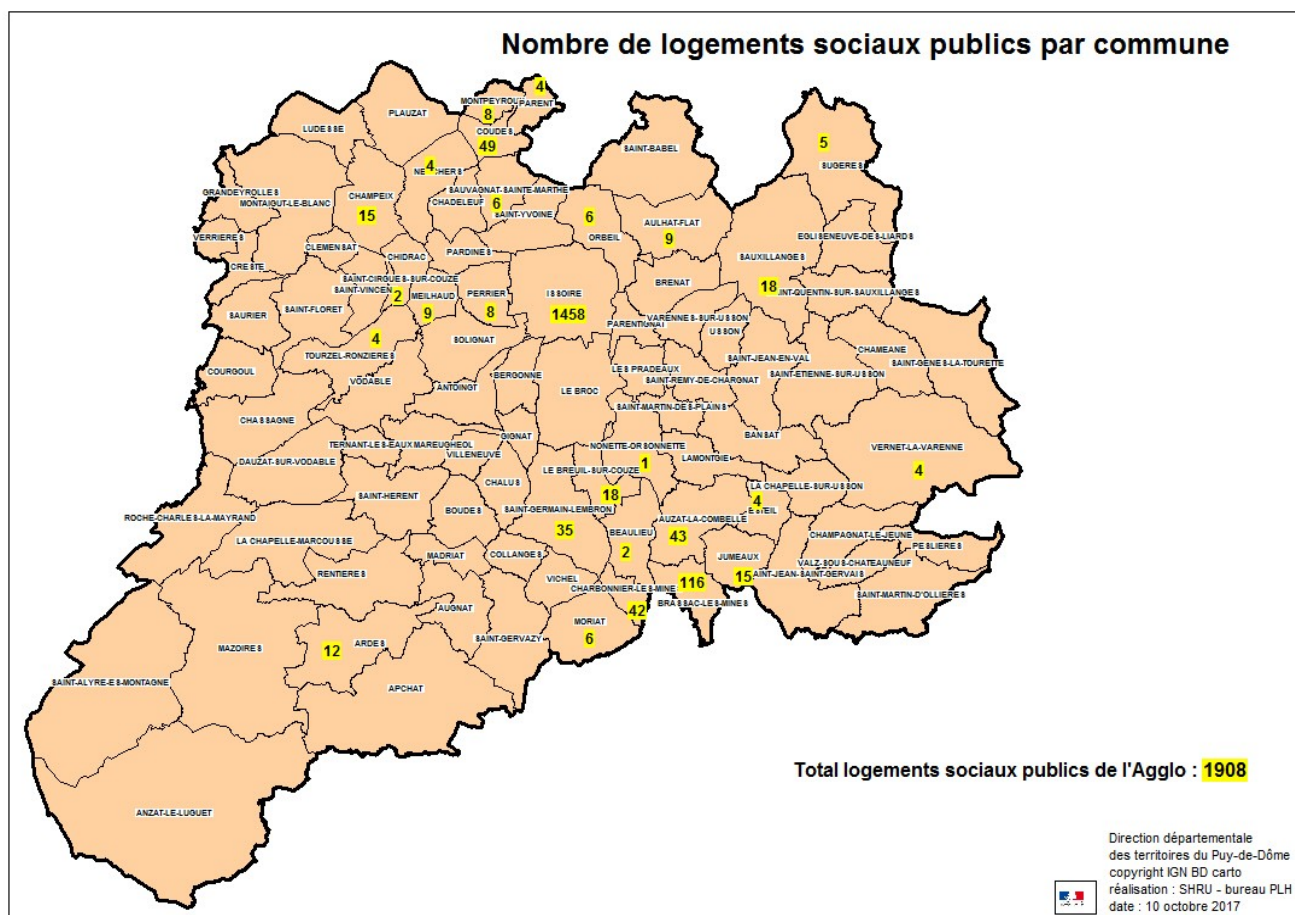 Nombre de logements sociaux publics par commune
4
MONTPEYROUX
PARENT
8
PLAUZAT
LUDESSE
COUDES
49
SAINT-BABEL
5
SUGERES
4
NESCHERS
SAUVAGNAT-SAINTE-MARTHE
GRANDEYROLLES
MONTAIGUT-LE-BLANC
CHAMPEIX
CHADELEUF
6
SAINT-YVOINE
15
6
ORBEIL
AULHAT-FLAT
9
VERRIERES
EGLISENEUVE-DES-LIARDS
CLEMENSAT
CHIDRAC
PARDINES
SAUXILLANGES
CRESTE
SAINT-CIRGUES-SUR-COUZE
BRENAT
18
SAINT-QUENTIN-SUR-SAUXILLANGES
SAINT-VINCEN
2
MEILHAUD
PERRIER
ISSOIRE
SAURIER
SAINT-FLORET
9
8
1458
VARENNES-SUR-USSON
PARENTIGNAT
USSON
4
SOLIGNAT
CHAMEANE
TOURZEL-RONZIERES
SAINT-JEAN-EN-VAL
SAINT-GENES-LA-TOURETTE
COURGOUL
VODABLE
BERGONNE
LES PRADEAUX
SAINT-REMY-DE-CHARGNAT
SAINT-ETIENNE-SUR-USSON
ANTOINGT
LE BROC
SAINT-MARTIN-DES-PLAINS
CHASSAGNE
GIGNAT
BANSAT
TERNANT-LES-EAUX
MAREUGHEOL
NONETTE-ORSONNETTE
VERNET-LA-VARENNE
VILLENEUVE
LAMONTGIE
DAUZAT-SUR-VODABLE
LE BREUIL-SUR-COUZE
1
4
CHALUS
LA CHAPELLE-SUR-USSON
SAINT-HERENT
18
4
ESTEIL
BOUDES
SAINT-GERMAIN-LEMBRON
ROCHE-CHARLES-LA-MAYRAND
35
BEAULIEU
AUZAT-LA-COMBELLE
43
CHAMPAGNAT-LE-JEUNE
LA CHAPELLE-MARCOUSSE
PESLIERES
MADRIAT
COLLANGES
2
JUMEAUX
VALZ-SOUS-CHATEAUNEUF
RENTIERES
VICHEL
15
SAINT-JEAN-SAINT-GERVAIS
CHARBONNIER-LES-MINES
116
SAINT-MARTIN-D'OLLIERES
AUGNAT
42
BRASSAC-LES-MINES
MORIAT
6
ARDES
12
SAINT-GERVAZY
MAZOIRES
SAINT-ALYRE-ES-MONTAGNE
APCHAT
ANZAT-LE-LUGUET
Total logements sociaux publics de l'Agglo : 1908
Direction départementale
des territoires du Puy-de-Dôme
copyright IGN BD carto
réalisation : SHRU - bureau PLH
date : 10 octobre 2017